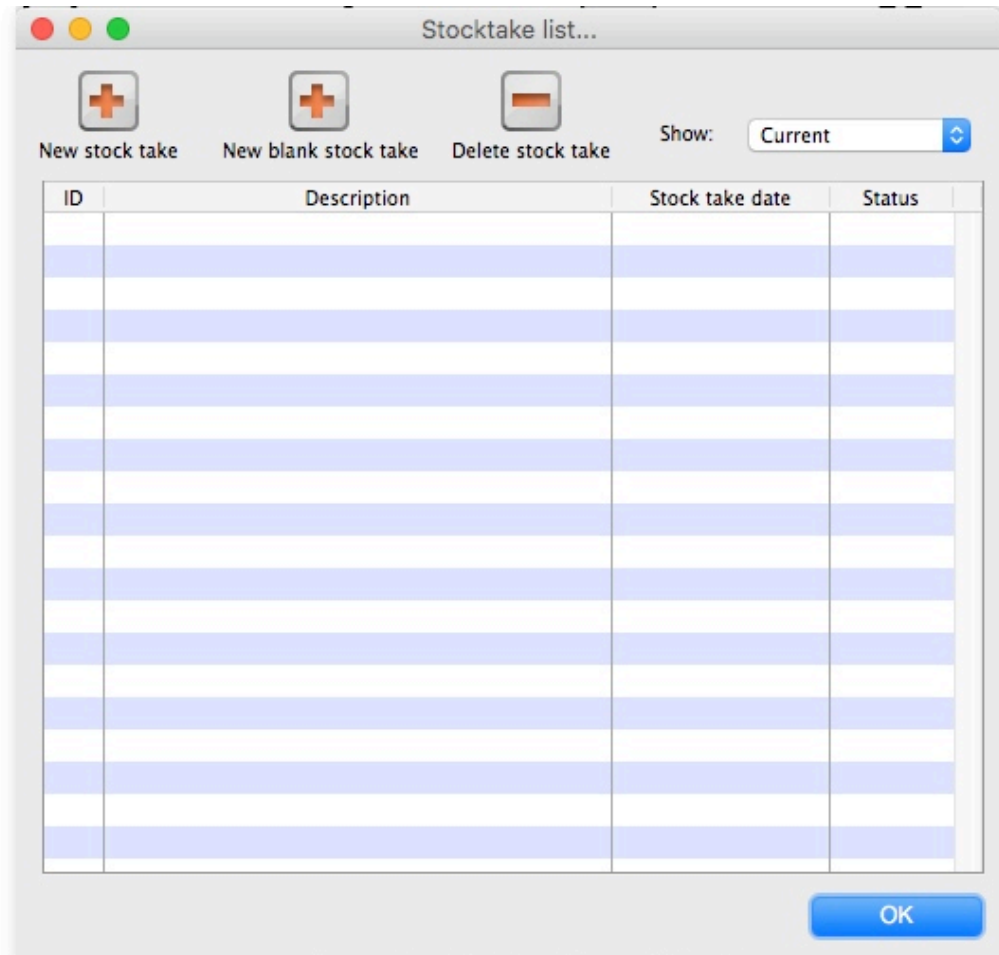 Stocktake list...
New stock take New blank stock take Delete stock take Show: Current
ID Description Stock take date Status
OK